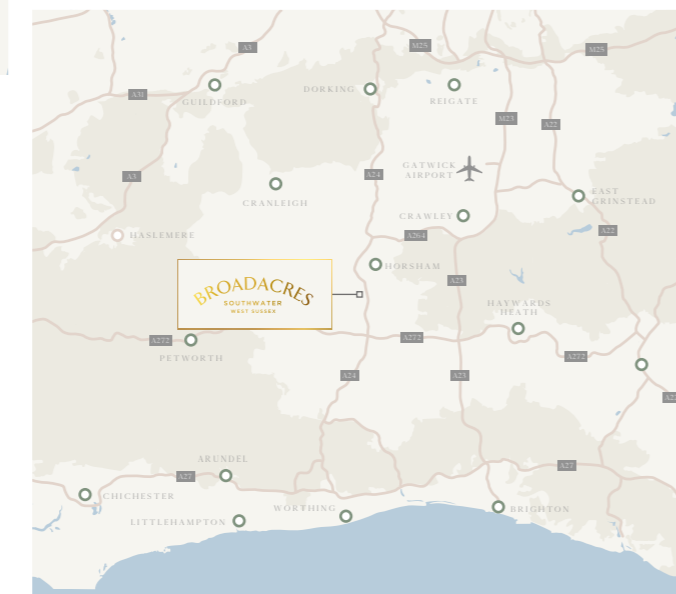 A3
M25
M25
GUILDFORD
DORKING
REIGATE
A31
M23
A22
A3
A24
GATWICK
AIRPORT
CRANLEIGH
EAST
GRINSTEAD
CRAWLEY
HASLEMERE
A264
A22
HORSHAM
BROADACRES
SOUTHWATER
WEST SUSSEX
A23
HAYWARDS
HEATH
A272
A272
A272
PETWORTH
A24
A23
ARUNDEL
A27
A27
CHICHESTER
LITTLEHAMPTON
WORTHING
BRIGHTON